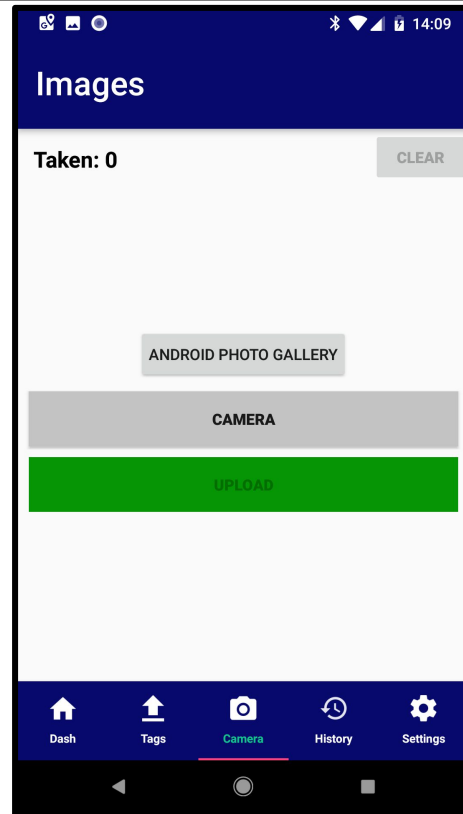 14:09
Images
Taken: 0
CLEAR
ANDROID PHOTO GALLERY
CAMERA
UPLOAD
Dash
Tags
Camera
History
Settings